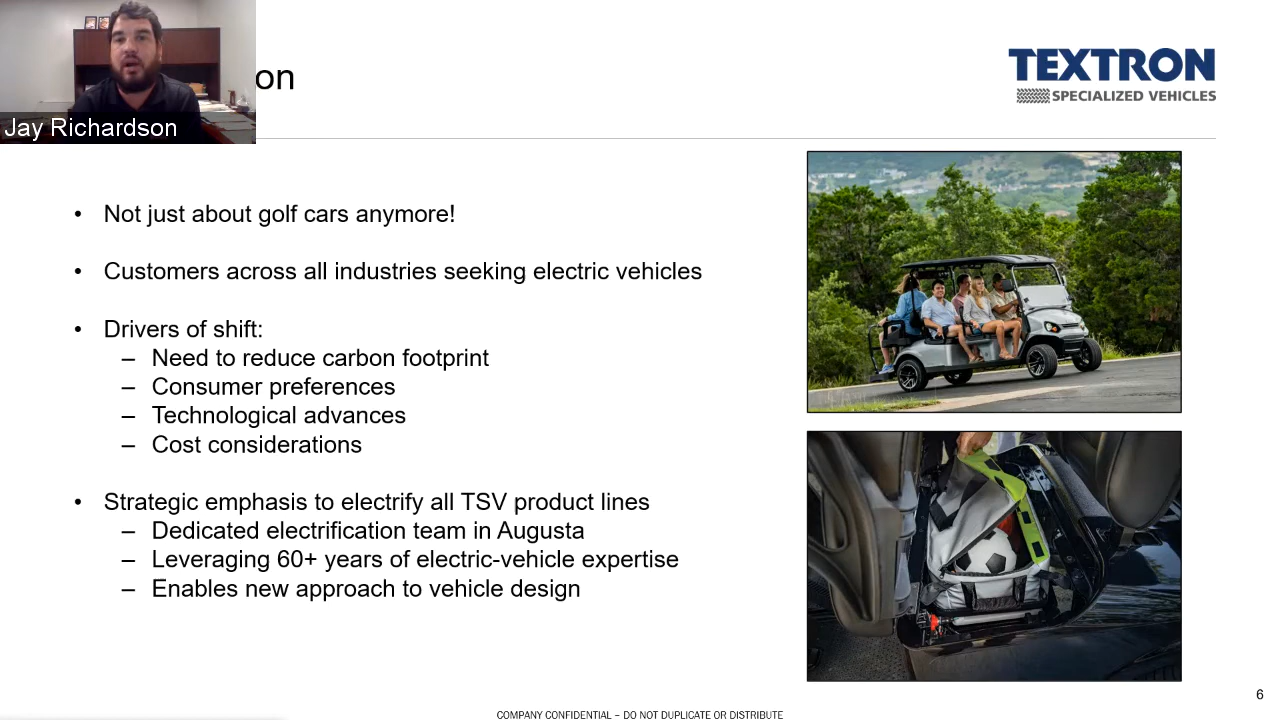 on
Jay Richardson
TEXTRON
SPECIALIZED VEHICLES
• Not just about golf cars anymore!
• Customers across all industries seeking electric vehicles
• Drivers of shift:
– Need to reduce carbon footprint
– Consumer preferences
– Technological advances
– Cost considerations
• Strategic emphasis to electrify all TSV product lines
– Dedicated electrification team in Augusta
– Leveraging 60+ years of electric-vehicle expertise
– Enables new approach to vehicle design
6
COMPANY CONFIDENTIAL – DO NOT DUPLICATE OR DISTRIBUTE